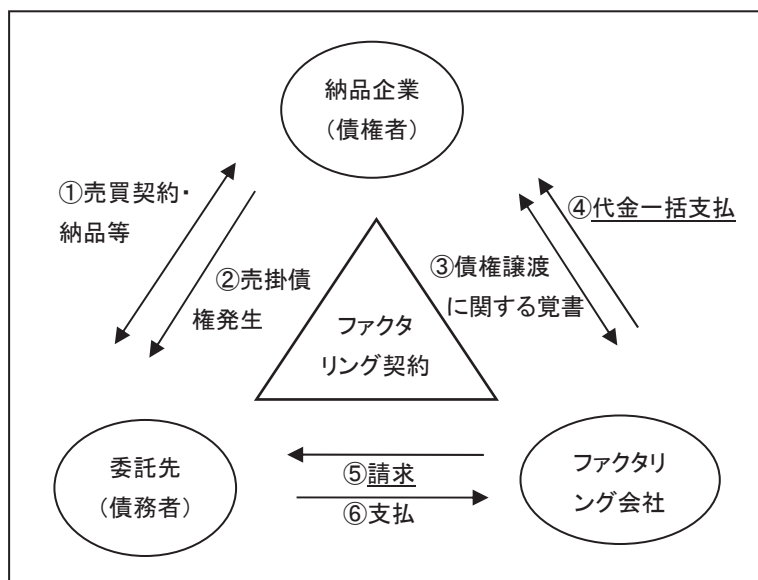 納品企業
（債権者）
①売買契約・
納品等
④代金一括支払
②売掛債
権発生
③債権譲渡
に関する覚書
ファクタ
リング契約
委託先
（債務者）
⑤請求
⑥支払
ファクタリ
ング会社